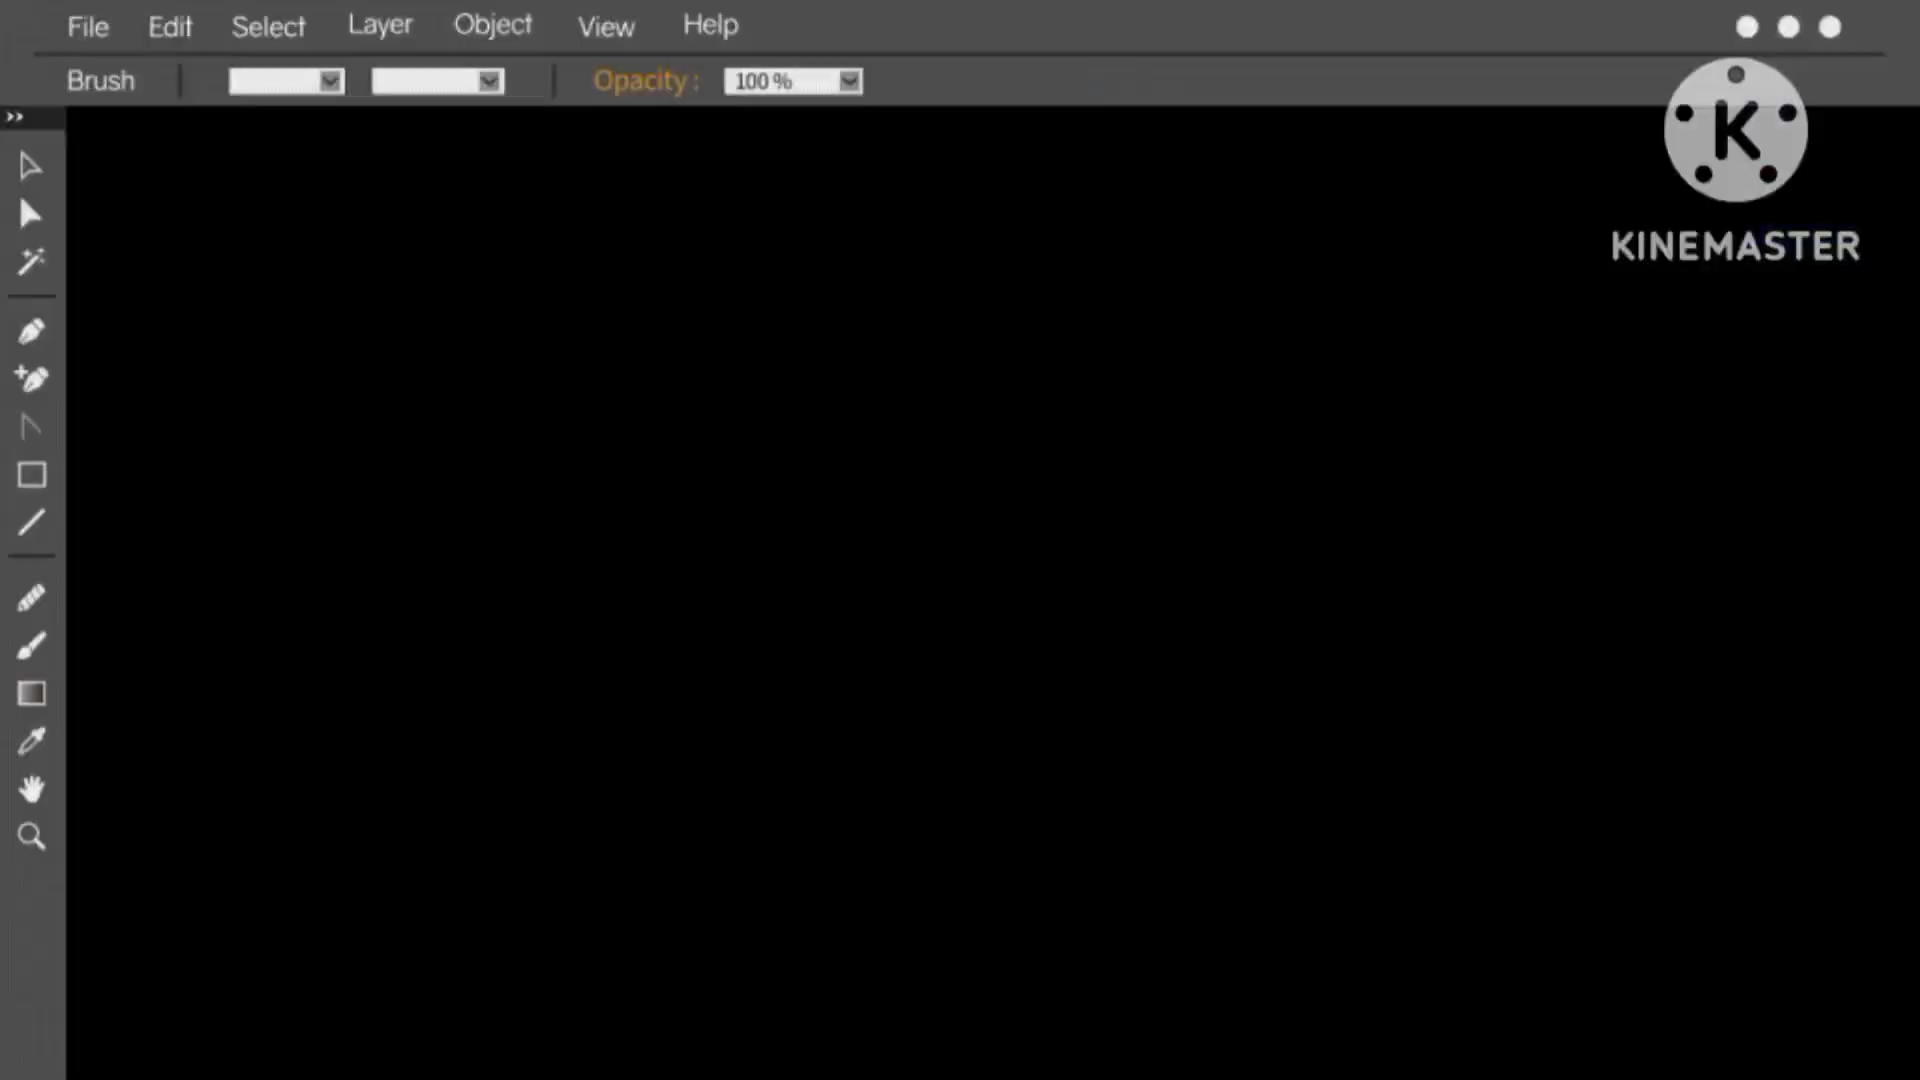 File Edit Select Layer Object View Help
Brush Opacity : 100 %
K
KINEMASTER